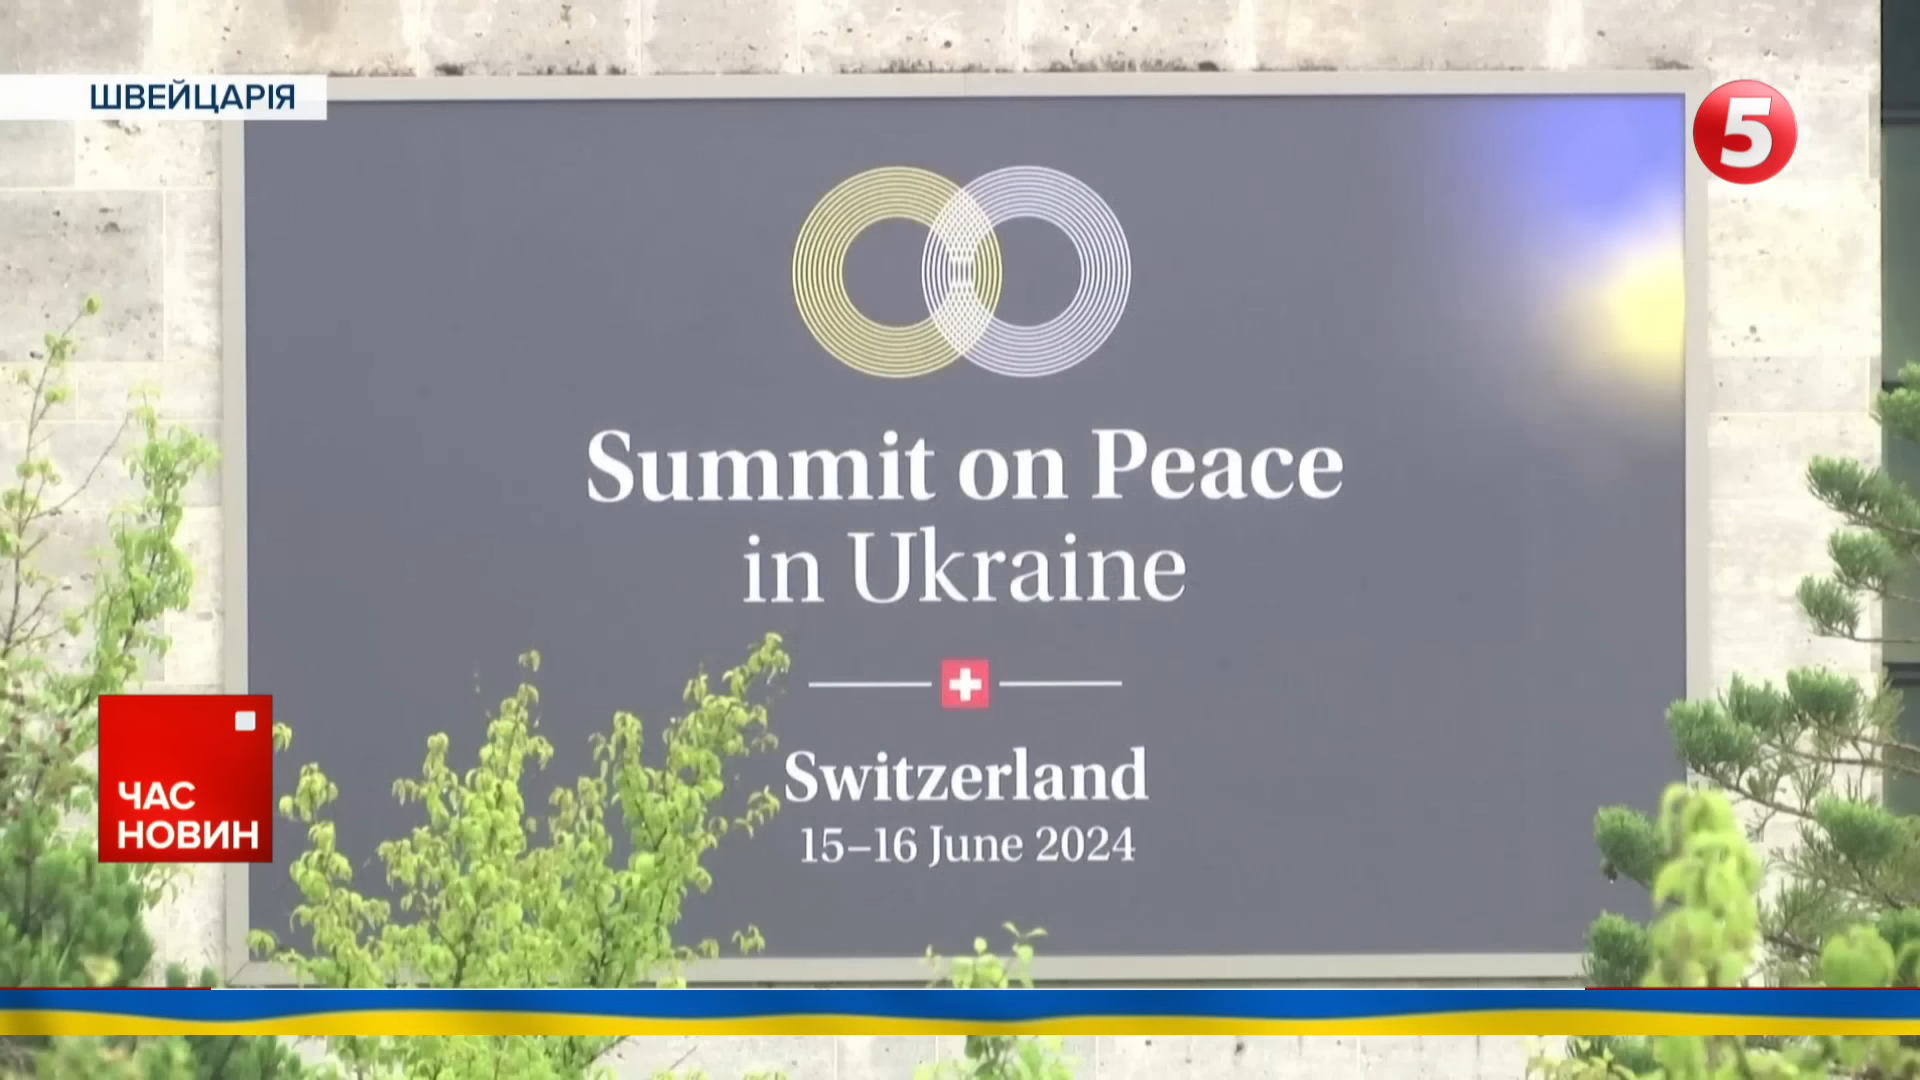 ШВЕЙЦАРІЯ
5
Summit on Peace
in Ukraine
Switzerland
15–16 June 2024
ЧАС
НОВИН